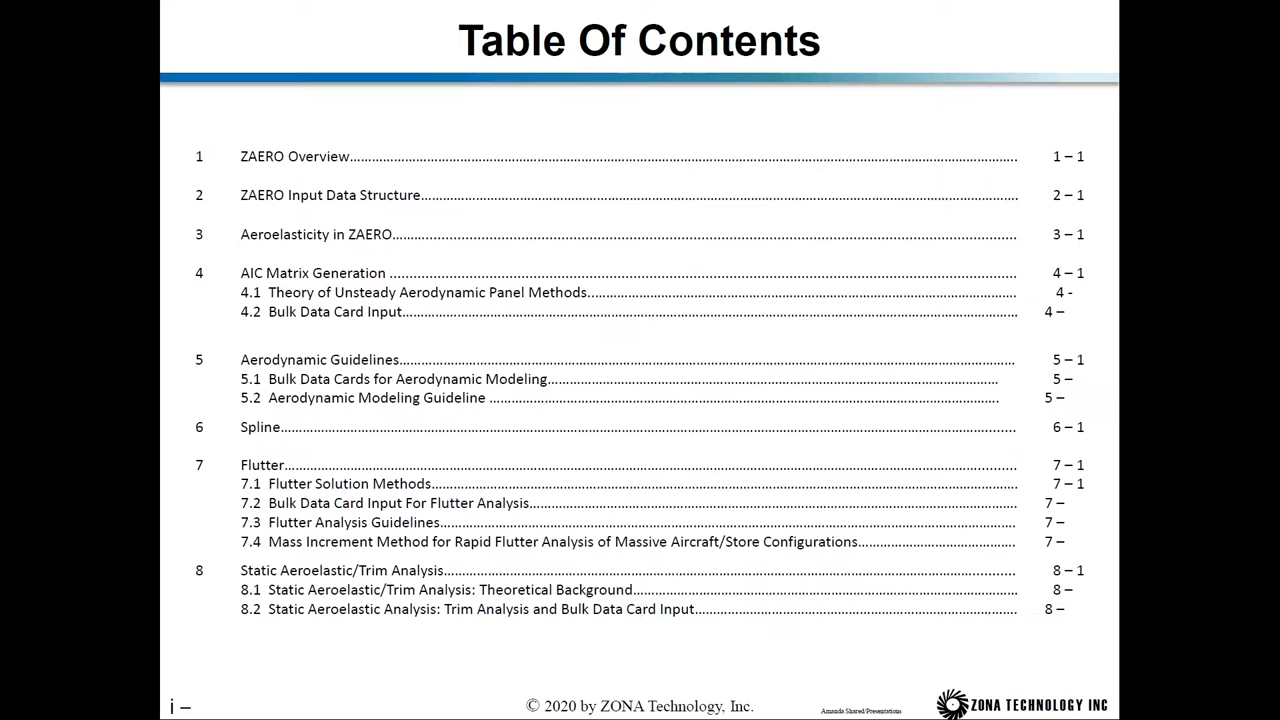 Table Of Contents
1 ZAERO Overview........................................................................................................ 1 – 1
2 ZAERO Input Data Structure........................................................................................................ 2 – 1
3 Aeroelasticity in ZAERO........................................................................................................ 3 – 1
4 AIC Matrix Generation ........................................................................................................ 4 – 1
4.1 Theory of Unsteady Aerodynamic Panel Methods........................................................................................................ 4 -
4.2 Bulk Data Card Input........................................................................................................ 4 –
5 Aerodynamic Guidelines........................................................................................................ 5 – 1
5.1 Bulk Data Cards for Aerodynamic Modeling........................................................................................................ 5 –
5.2 Aerodynamic Modeling Guideline ........................................................................................................ 5 –
6 Spline........................................................................................................ 6 – 1
7 Flutter........................................................................................................ 7 – 1
7.1 Flutter Solution Methods........................................................................................................ 7 – 1
7.2 Bulk Data Card Input For Flutter Analysis........................................................................................................ 7 –
7.3 Flutter Analysis Guidelines........................................................................................................ 7 –
7.4 Mass Increment Method for Rapid Flutter Analysis of Massive Aircraft/Store Configurations........................................ 7 –
8 Static Aeroelastic/Trim Analysis........................................................................................................ 8 – 1
8.1 Static Aeroelastic/Trim Analysis: Theoretical Background........................................................................................ 8 –
8.2 Static Aeroelastic Analysis: Trim Analysis and Bulk Data Card Input................................................................................ 8 –
i –
© 2020 by ZONA Technology, Inc.
Amanda Shared/Presentations
ZONA TECHNOLOGY INC